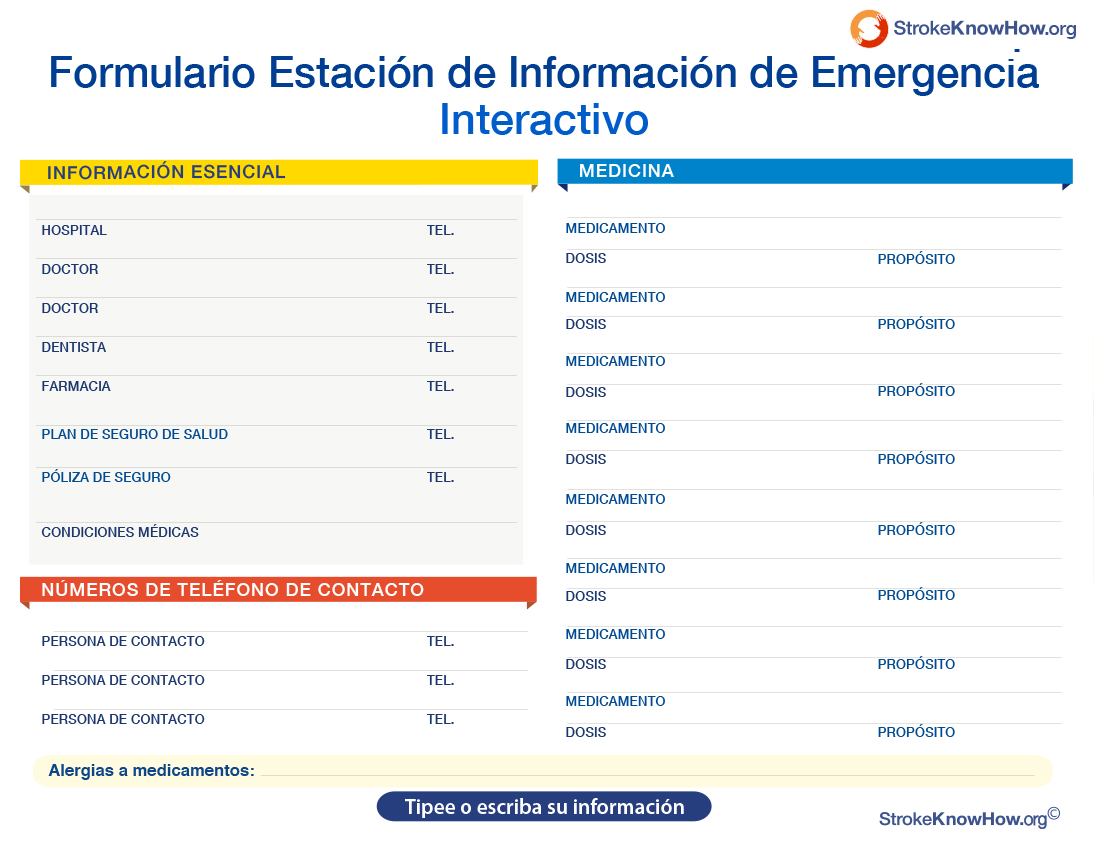 StrokeKnowHow.org
Formulario Estación de Información de Emergencia
Interactivo
INFORMACIÓN ESENCIAL
HOSPITAL TEL.
DOCTOR TEL.
DOCTOR TEL.
DENTISTA TEL.
FARMACIA TEL.
PLAN DE SEGURO DE SALUD TEL.
PÓLIZA DE SEGURO TEL.
CONDICIONES MÉDICAS
NÚMEROS DE TELÉFONO DE CONTACTO
PERSONA DE CONTACTO TEL.
PERSONA DE CONTACTO TEL.
PERSONA DE CONTACTO TEL.
MEDICINA
MEDICAMENTO
DOSIS PROPÓSITO
MEDICAMENTO
DOSIS PROPÓSITO
MEDICAMENTO
DOSIS PROPÓSITO
MEDICAMENTO
DOSIS PROPÓSITO
MEDICAMENTO
DOSIS PROPÓSITO
MEDICAMENTO
DOSIS PROPÓSITO
MEDICAMENTO
DOSIS PROPÓSITO
MEDICAMENTO
DOSIS PROPÓSITO
Alergias a medicamentos:
Tipee o escriba su información
StrokeKnowHow.org©